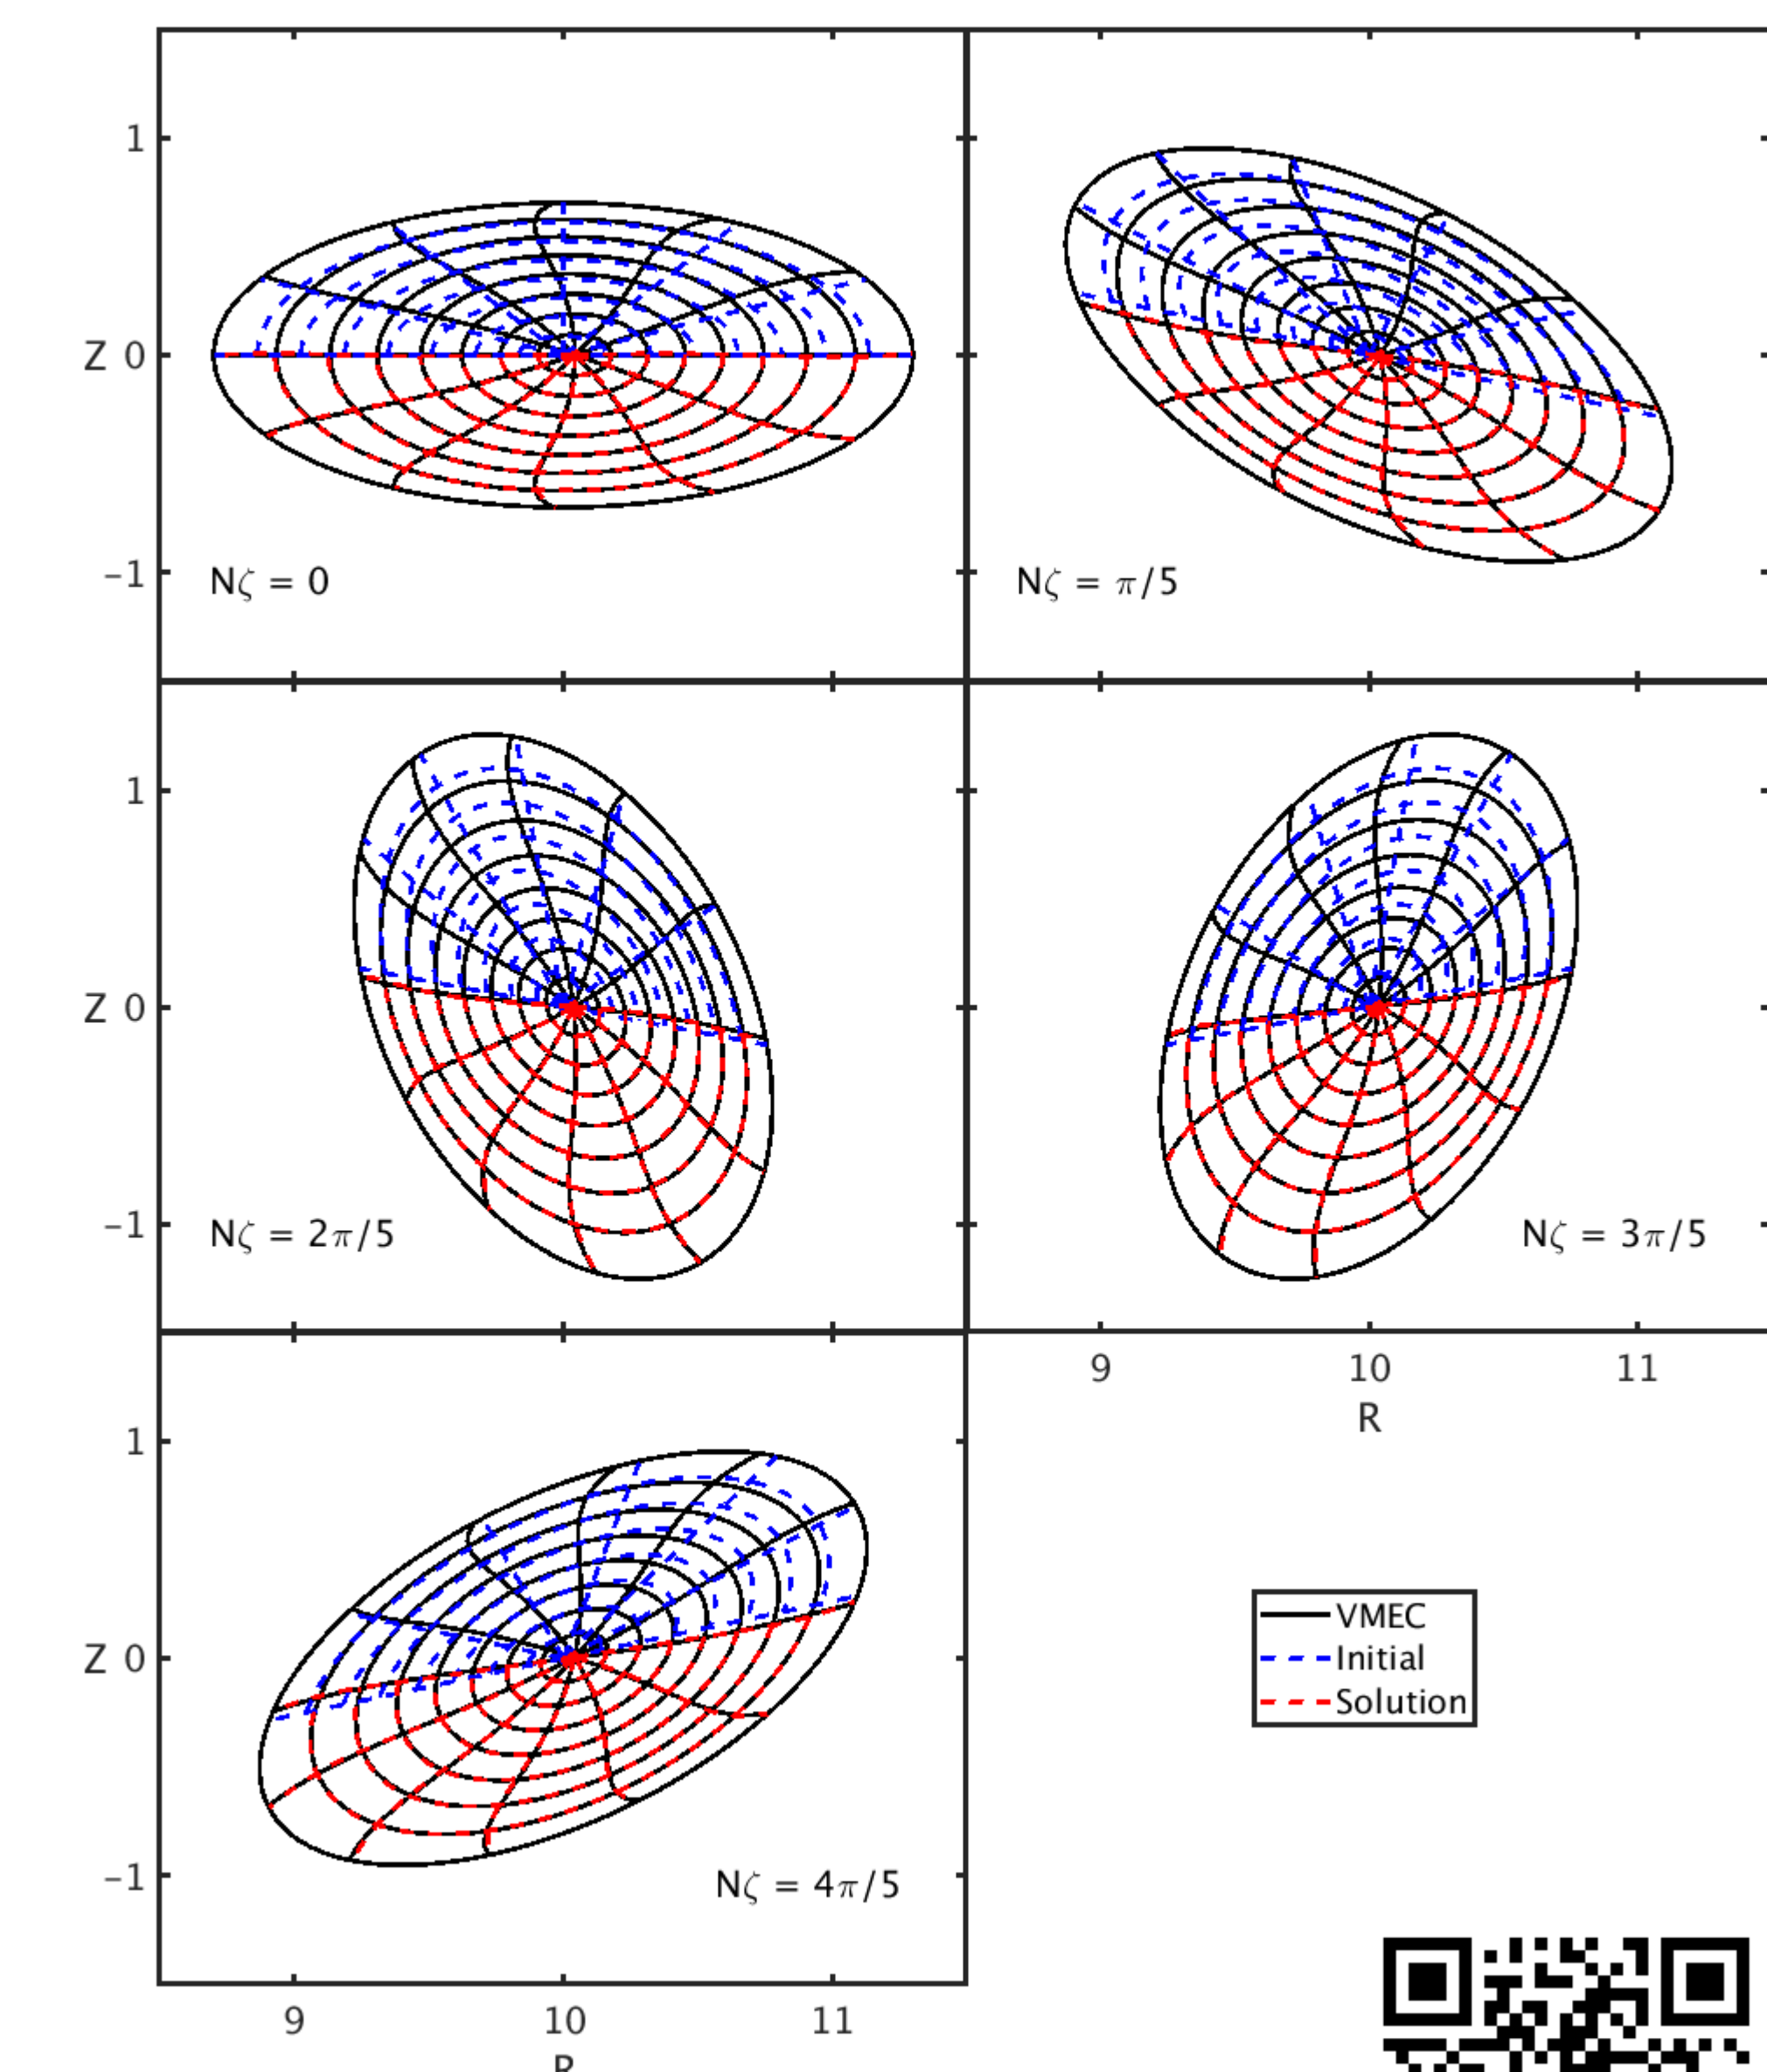 1
Z 0
−1
Nζ = 0
Nζ = π/5
1
Z 0
−1
Nζ = 2π/5
Nζ = 3π/5
9 10 11
R
1
Z 0
−1
Nζ = 4π/5
VMEC
Initial
Solution
9 10 11
R